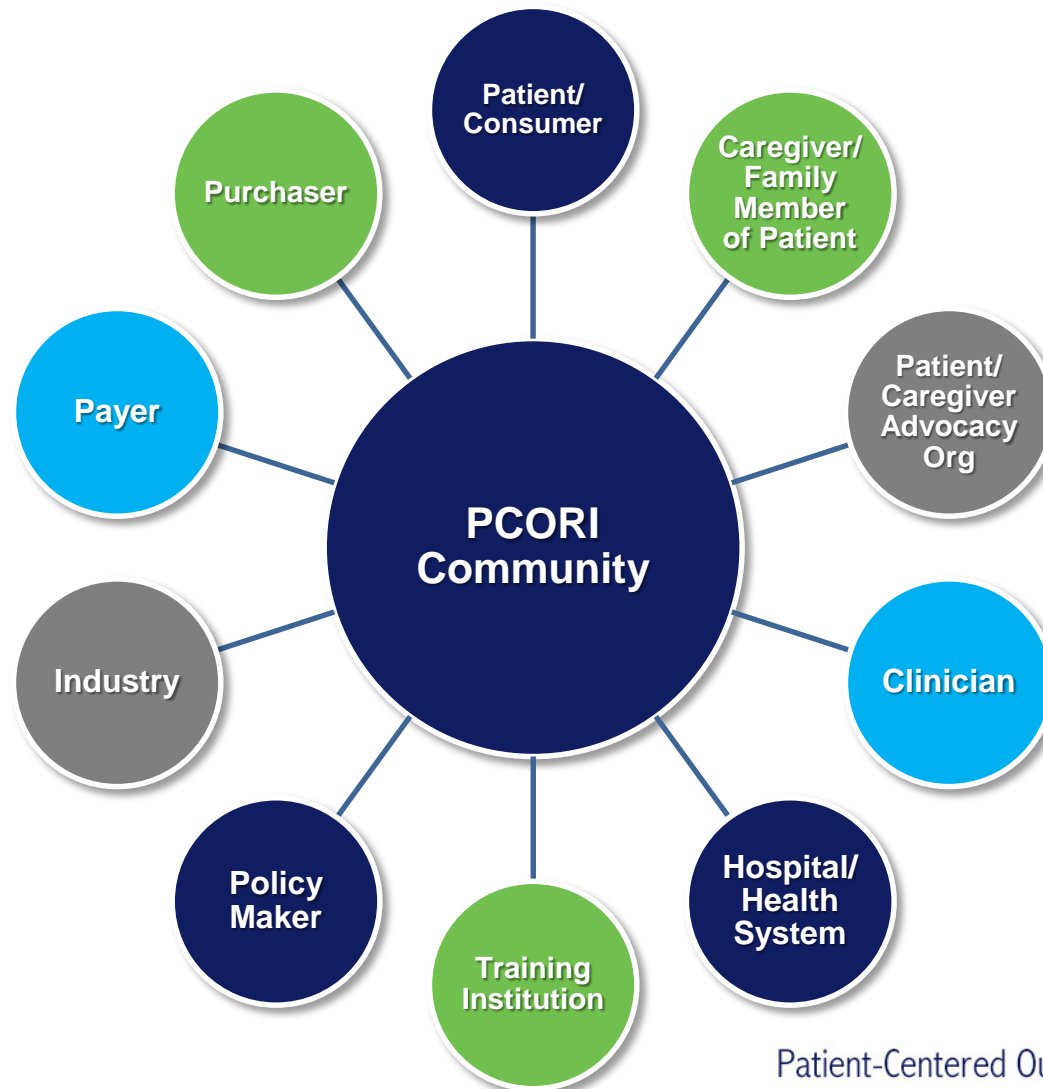 Patient/
Consumer
Caregiver/
Family
Member
of Patient
Purchaser
Patient/
Caregiver
Advocacy
Org
Payer
PCORI
Community
Clinician
Industry
Hospital/
Health
System
Policy
Maker
Training
Institution
Patient-Centered Ou